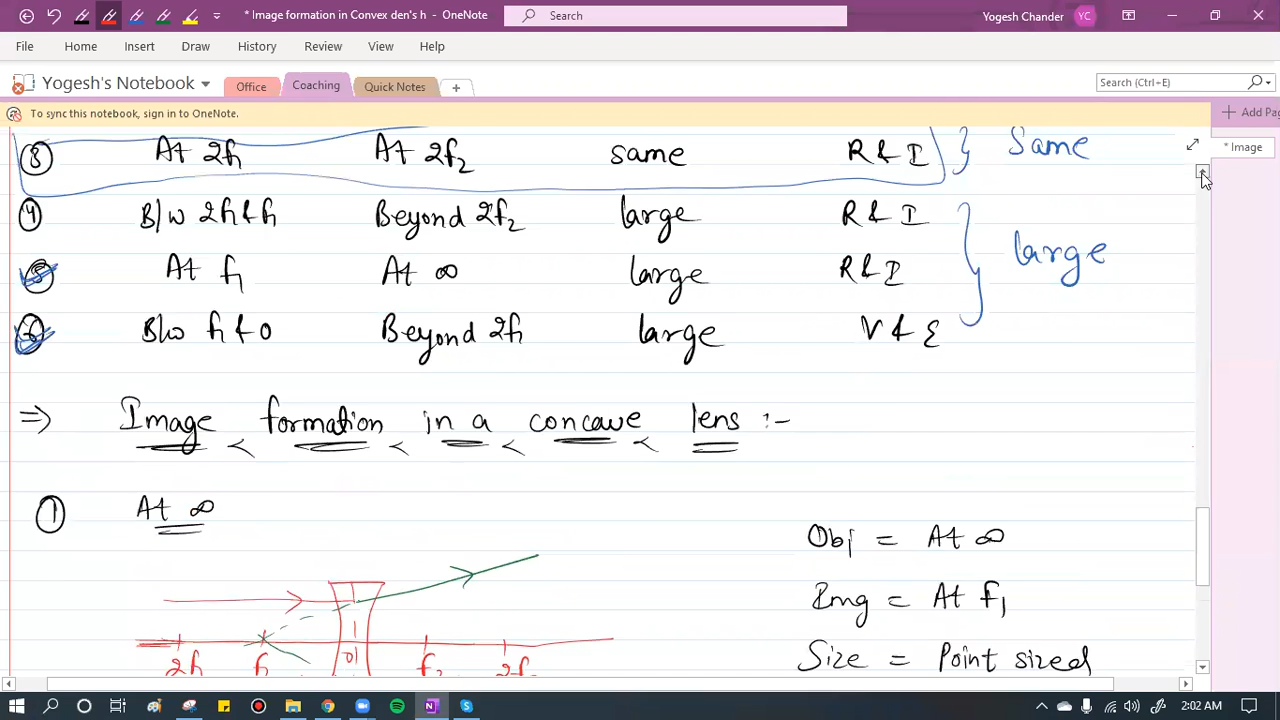 * Image formation in Convex den's h - OneNote
Search
Yogesh Chander
YC
File Home Insert Draw History Review View Help
Yogesh's Notebook
Office
Coaching
Quick Notes
Search (Ctrl+E)
To sync this notebook, sign in to OneNote.
Add Pag
* Image
③ At 2f₁ At 2f₂ same R & I } Same
④ B/w 2f₁ & f₁ Beyond 2f₂ large R & I
⑤ At f₁ At ∞ large R & I } large
⑥ B/w f₁ & O Beyond 2f₁ large V & E
⇒ Image formation in a concave lens :-
① At ∞
Obj = At ∞
Img = At f₁
Size = Point sized
2f₁ f₁ O f₂ 2f₂
2:02 AM